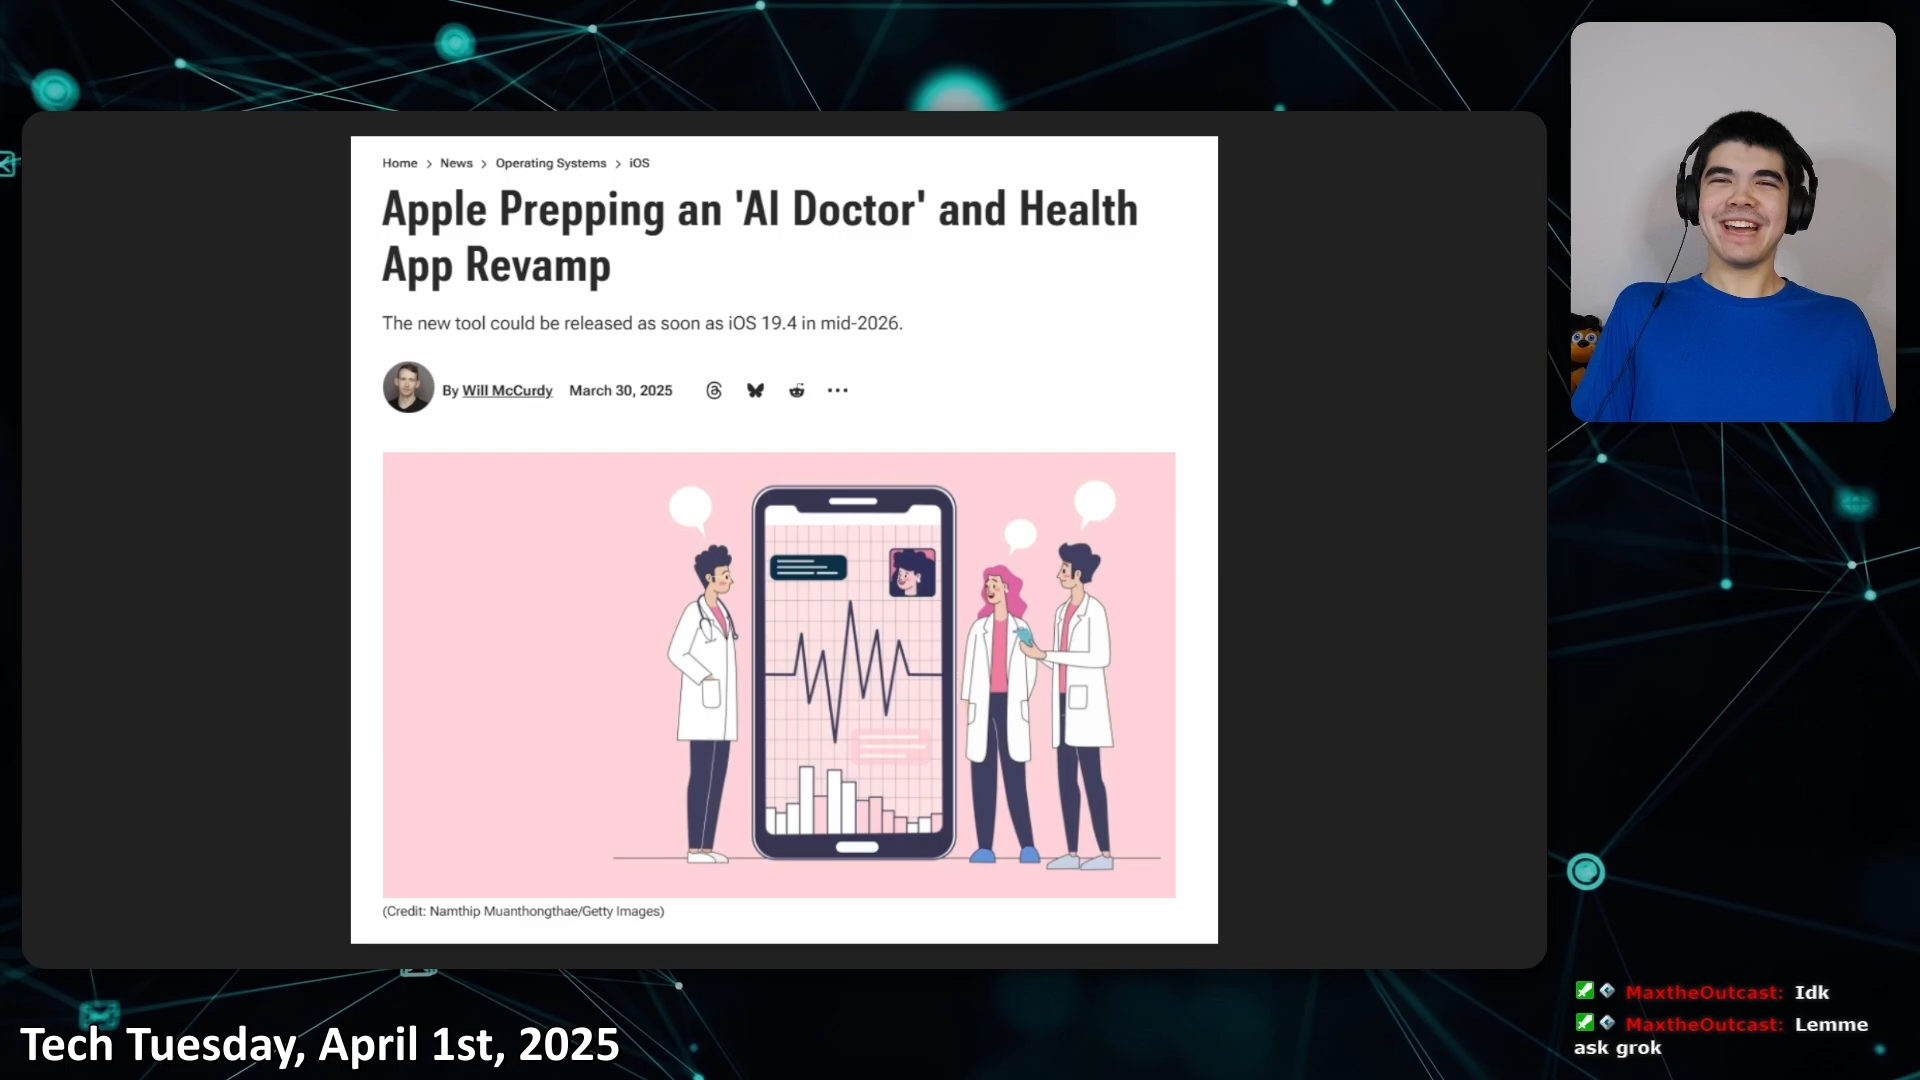 Home > News > Operating Systems > iOS
Apple Prepping an 'AI Doctor' and Health
App Revamp
The new tool could be released as soon as iOS 19.4 in mid-2026.
By Will McCurdy March 30, 2025
(Credit: Namthip Muanthongthae/Getty Images)
Tech Tuesday, April 1st, 2025
MaxtheOutcast: Idk
MaxtheOutcast: Lemme
ask grok